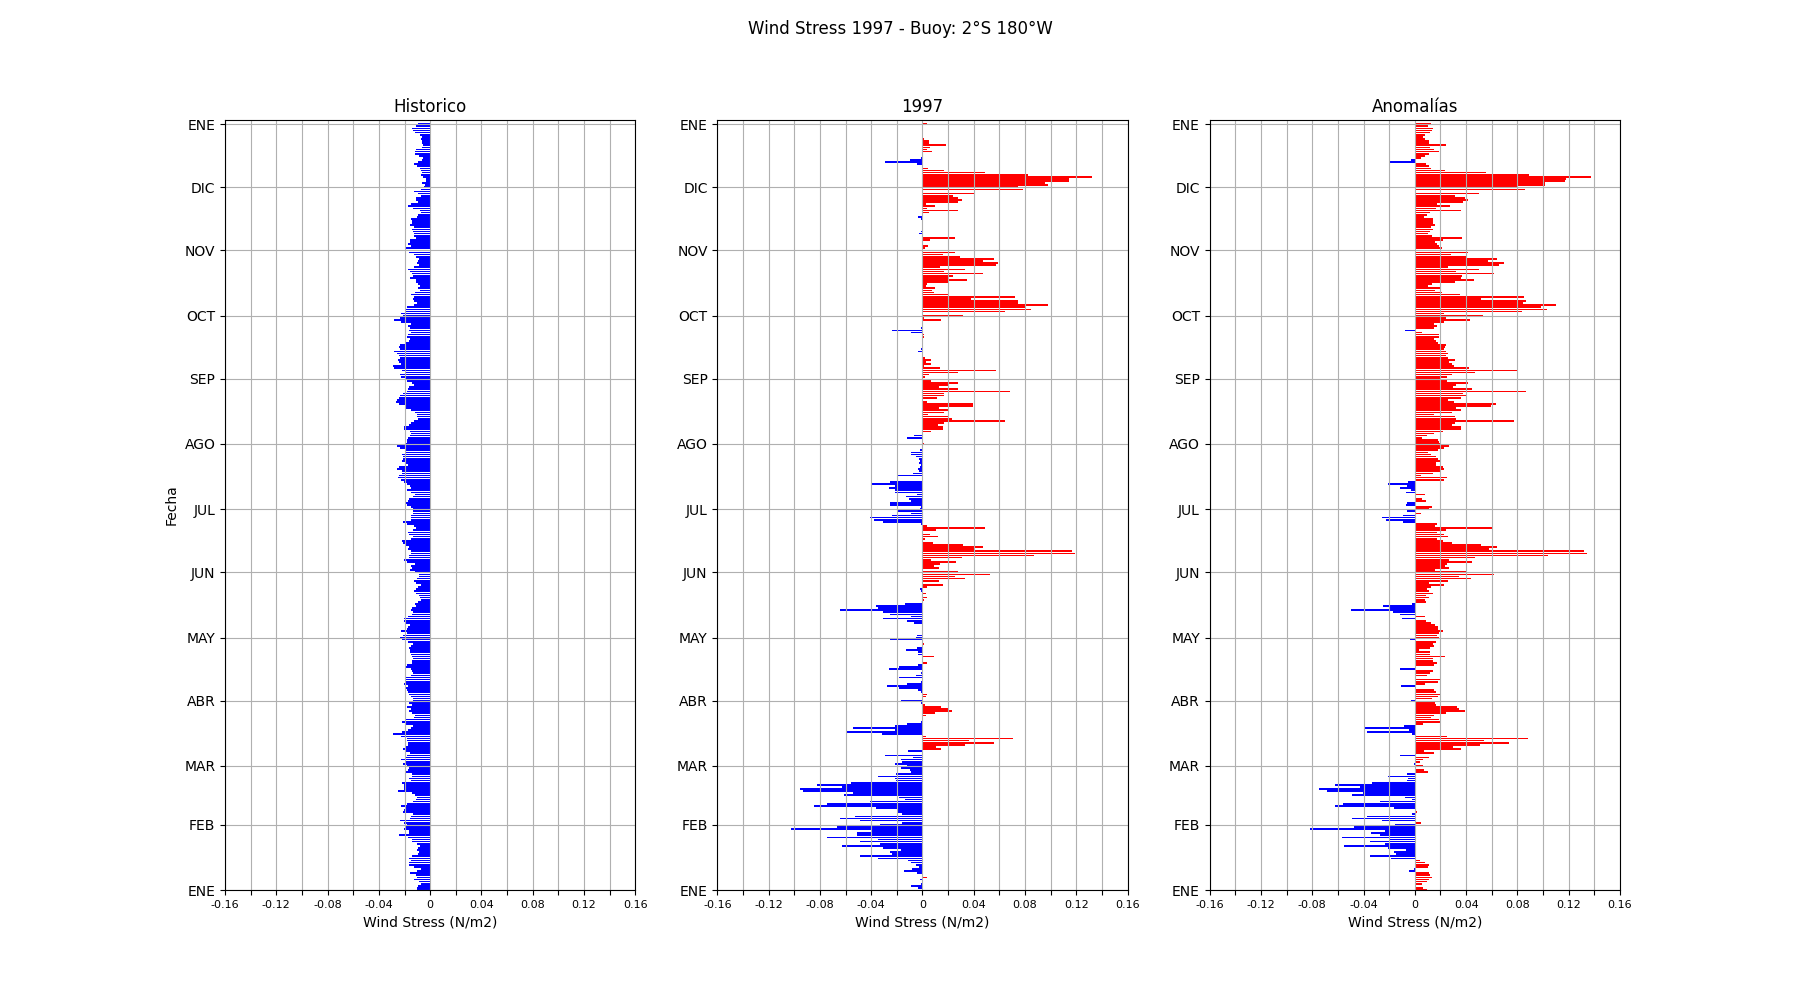 Wind Stress 1997 - Buoy: 2°S 180°W
Historico
ENE
DIC
NOV
OCT
SEP
AGO
JUL
JUN
MAY
ABR
MAR
FEB
ENE
Fecha
-0.16 -0.12 -0.08 -0.04 0 0.04 0.08 0.12 0.16
Wind Stress (N/m2)
1997
ENE
DIC
NOV
OCT
SEP
AGO
JUL
JUN
MAY
ABR
MAR
FEB
ENE
-0.16 -0.12 -0.08 -0.04 0 0.04 0.08 0.12 0.16
Wind Stress (N/m2)
Anomalías
ENE
DIC
NOV
OCT
SEP
AGO
JUL
JUN
MAY
ABR
MAR
FEB
ENE
-0.16 -0.12 -0.08 -0.04 0 0.04 0.08 0.12 0.16
Wind Stress (N/m2)